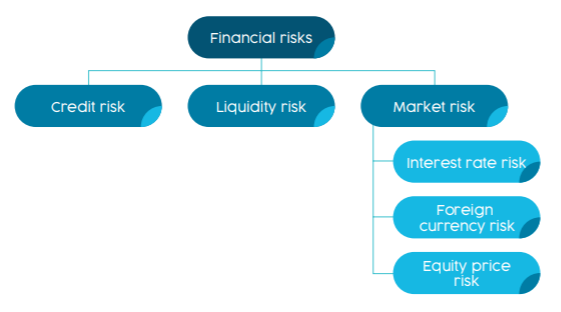 Financial risks
Credit risk
Liquidity risk
Market risk
Interest rate risk
Foreign
currency risk
Equity price
risk